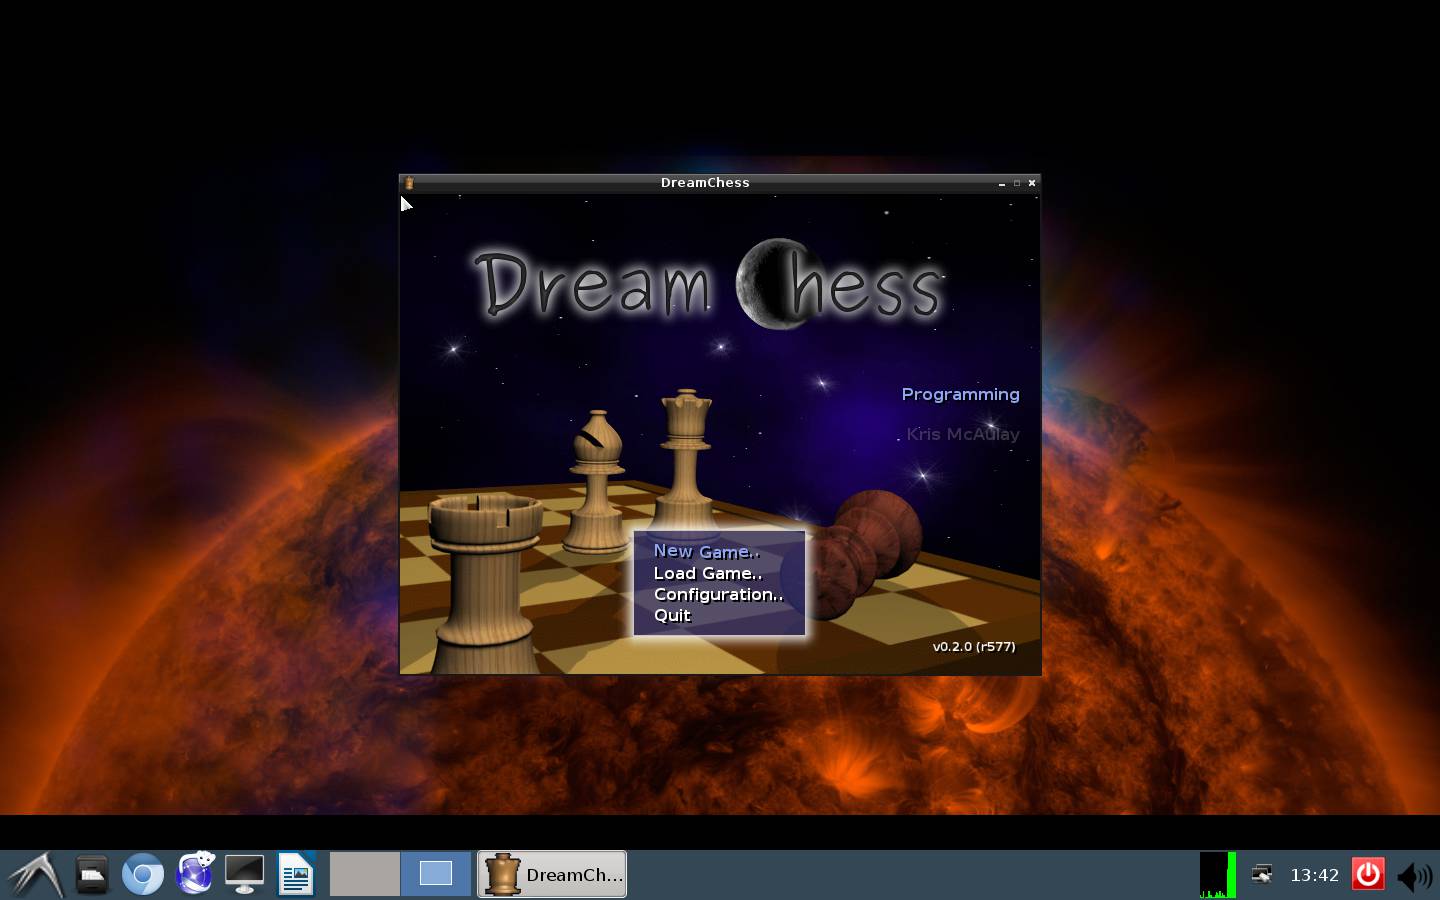 DreamChess
Dream Chess
Programming
Kris McAulay
New Game..
Load Game..
Configuration..
Quit
v0.2.0 (r577)
DreamCh...
13:42